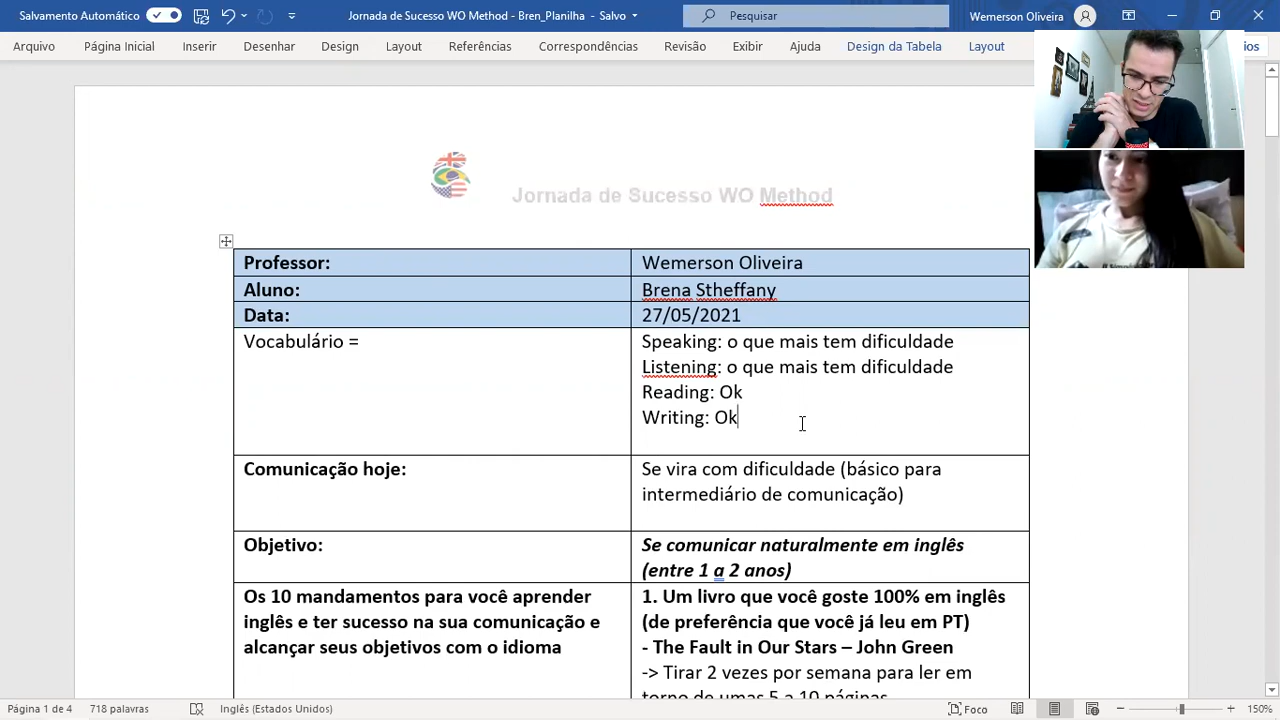 Salvamento Automático
Jornada de Sucesso WO Method - Bren_Planilha - Salvo
Pesquisar
Wemerson Oliveira
Arquivo
Página Inicial
Inserir
Desenhar
Design
Layout
Referências
Correspondências
Revisão
Exibir
Ajuda
Design da Tabela
Layout
Jornada de Sucesso WO Method
Professor:
Wemerson Oliveira
Aluno:
Brena Stheffany
Data:
27/05/2021
Vocabulário =
Speaking: o que mais tem dificuldade
Listening: o que mais tem dificuldade
Reading: Ok
Writing: Ok
Comunicação hoje:
Se vira com dificuldade (básico para
intermediário de comunicação)
Objetivo:
Se comunicar naturalmente em inglês
(entre 1 a 2 anos)
Os 10 mandamentos para você aprender
inglês e ter sucesso na sua comunicação e
alcançar seus objetivos com o idioma
1. Um livro que você goste 100% em inglês
(de preferência que você já leu em PT)
- The Fault in Our Stars – John Green
-> Tirar 2 vezes por semana para ler em
torno de umas 5 a 10 páginas
Página 1 de 4
718 palavras
Inglês (Estados Unidos)
Foco
150%